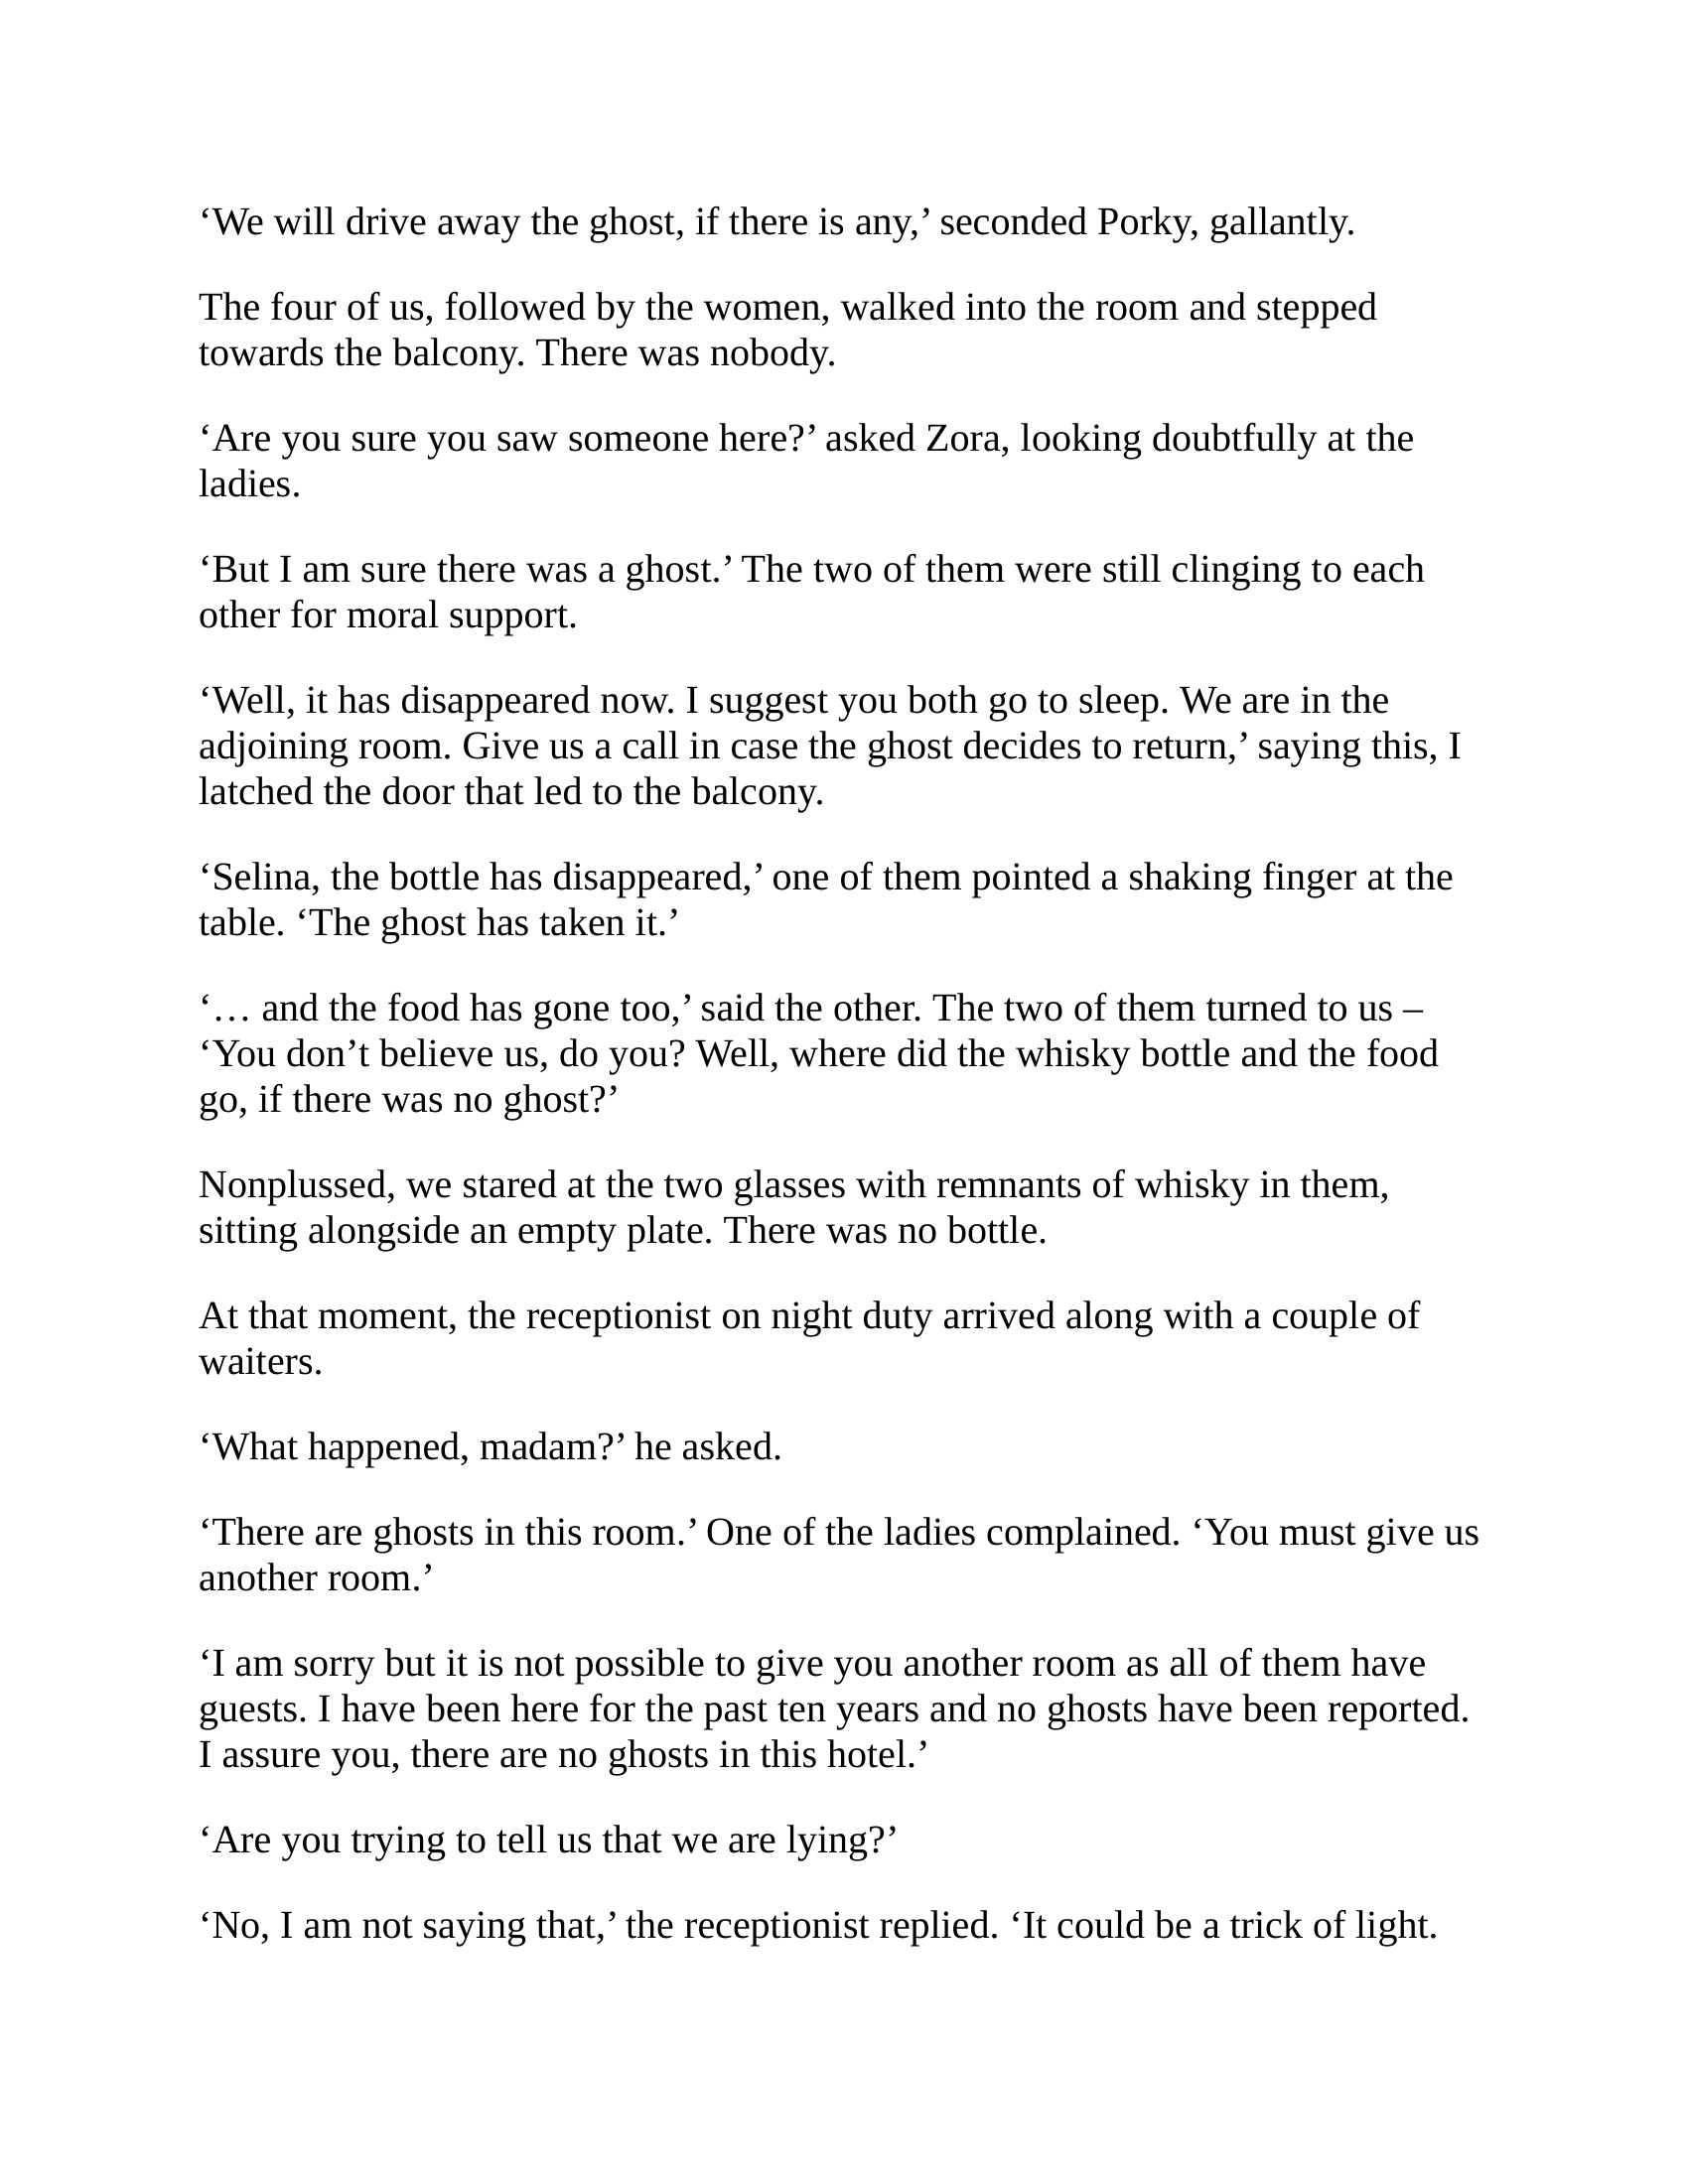 ‘We will drive away the ghost, if there is any,’ seconded Porky, gallantly.
The four of us, followed by the women, walked into the room and stepped
towards the balcony. There was nobody.
‘Are you sure you saw someone here?’ asked Zora, looking doubtfully at the
ladies.
‘But I am sure there was a ghost.’ The two of them were still clinging to each
other for moral support.
‘Well, it has disappeared now. I suggest you both go to sleep. We are in the
adjoining room. Give us a call in case the ghost decides to return,’ saying this, I
latched the door that led to the balcony.
‘Selina, the bottle has disappeared,’ one of them pointed a shaking finger at the
table. ‘The ghost has taken it.’
‘… and the food has gone too,’ said the other. The two of them turned to us –
‘You don’t believe us, do you? Well, where did the whisky bottle and the food
go, if there was no ghost?’
Nonplussed, we stared at the two glasses with remnants of whisky in them,
sitting alongside an empty plate. There was no bottle.
At that moment, the receptionist on night duty arrived along with a couple of
waiters.
‘What happened, madam?’ he asked.
‘There are ghosts in this room.’ One of the ladies complained. ‘You must give us
another room.’
‘I am sorry but it is not possible to give you another room as all of them have
guests. I have been here for the past ten years and no ghosts have been reported.
I assure you, there are no ghosts in this hotel.’
‘Are you trying to tell us that we are lying?’
‘No, I am not saying that,’ the receptionist replied. ‘It could be a trick of light.